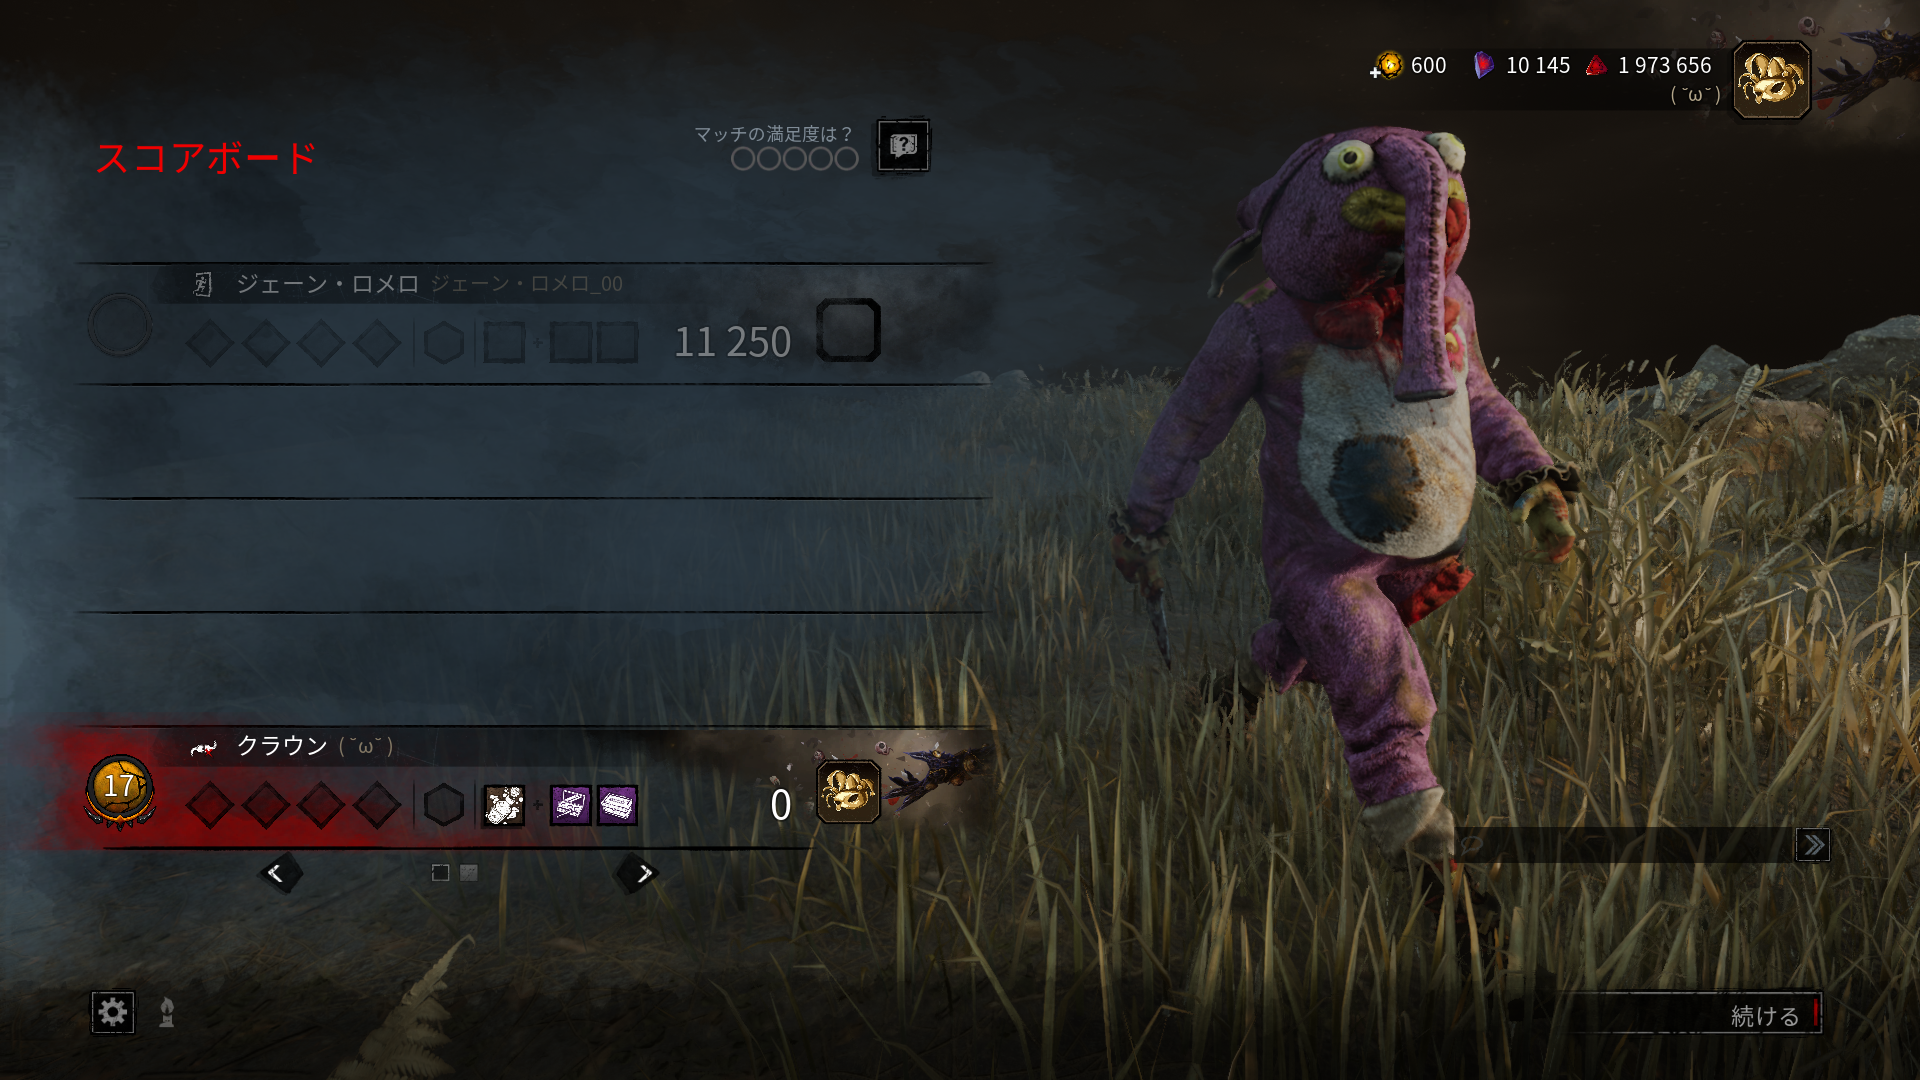 600 10 145 1 973 656
(˘ω˘)
マッチの満足度は？
スコアボード
ジェーン・ロメロ ジェーン・ロメロ_00
11 250
クラウン (˘ω˘)
17
0
続ける